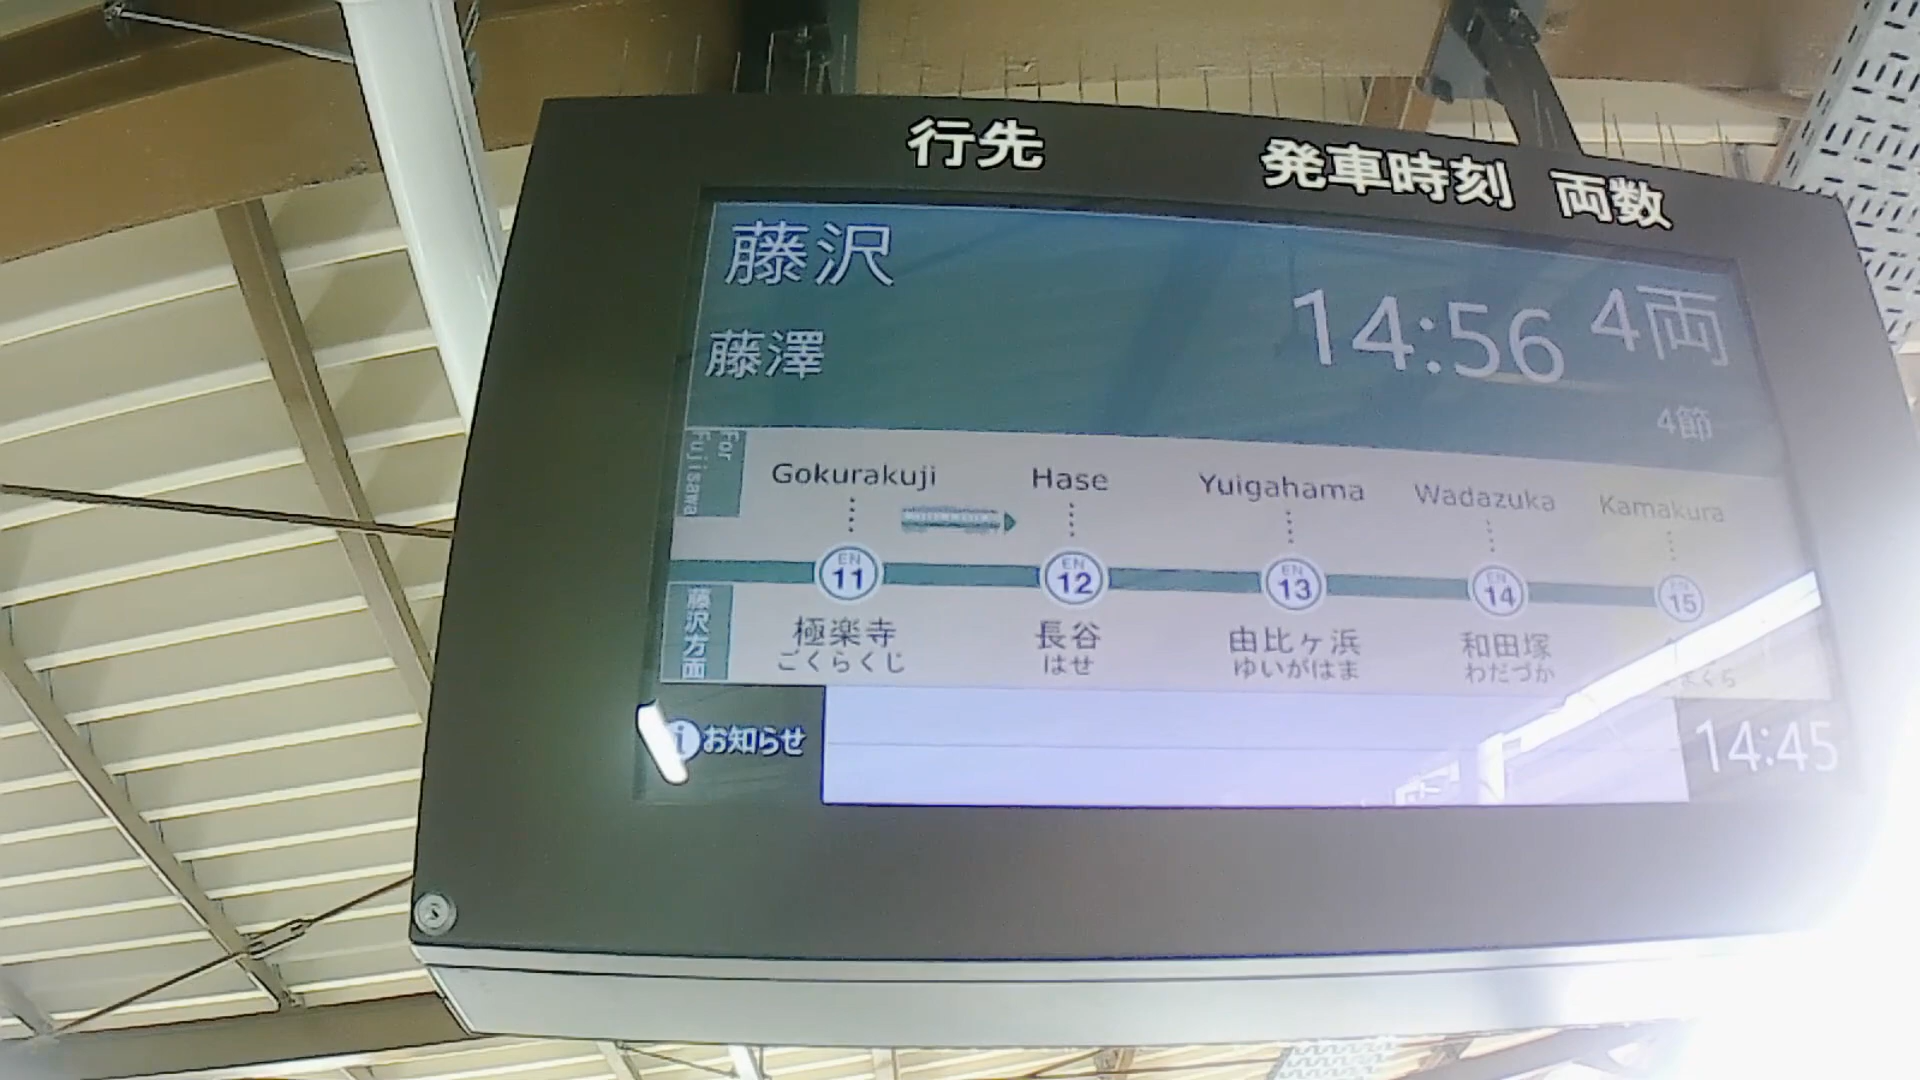 行先 発車時刻 両数
藤沢 14:56 4両
藤澤 4節
For Fujisawa
Gokurakuji Hase Yuigahama Wadazuka Kamakura
EN 11 EN 12 EN 13 EN 14 EN 15
藤沢方面
極楽寺 長谷 由比ヶ浜 和田塚
ごくらくじ はせ ゆいがはま わだづか
お知らせ 14:45